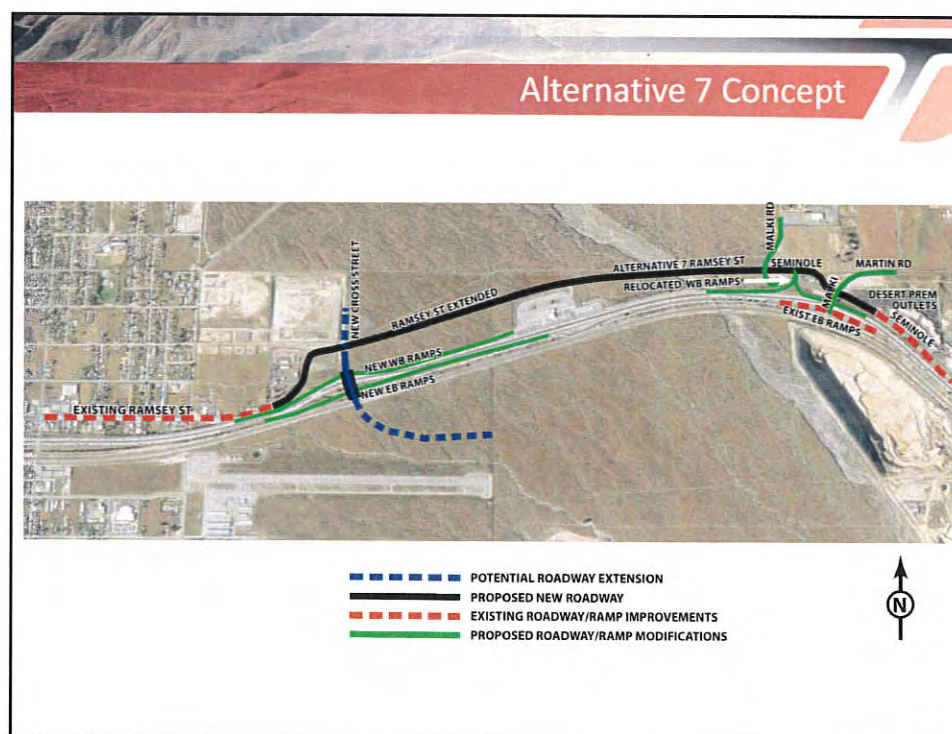 Alternative 7 Concept
MALKI RD
NEW CROSS STREET
ALTERNATIVE 7 RAMSEY ST
SEMINOLE
MARTIN RD
RELOCATED WB RAMPS
RAMSEY ST EXTENDED
MALKI
DESERT PREM
OUTLETS
EXIST EB RAMPS
SEMINOLE
NEW WB RAMPS
NEW EB RAMPS
EXISTING RAMSEY ST
POTENTIAL ROADWAY EXTENSION
PROPOSED NEW ROADWAY
EXISTING ROADWAY/RAMP IMPROVEMENTS
PROPOSED ROADWAY/RAMP MODIFICATIONS
N